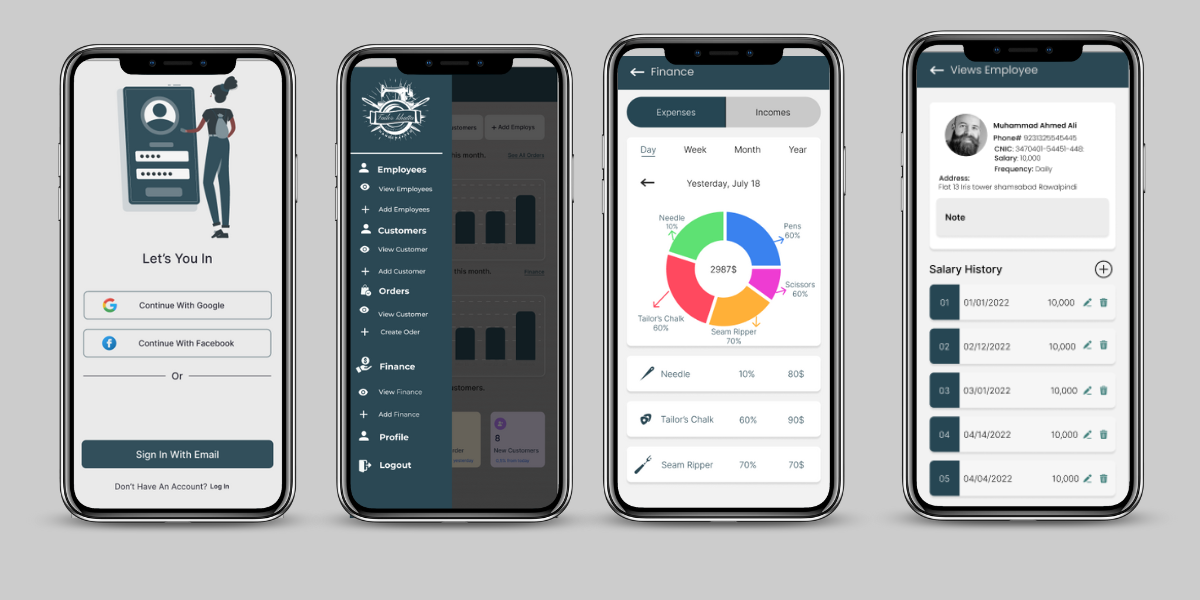 Let's You In
Continue With Google
Continue With Facebook
Or
Sign In With Email
Don't Have An Account? Log In
Employees
View Employees
Add Employees
Customers
View Customer
Add Customer
Orders
View Customer
Create Oder
Finance
View Finance
Add Finance
Profile
Logout
+ Add Employs
this month.
See All Orders
this month.
Finance
8
New Customers
Finance
Expenses
Incomes
Day
Week
Month
Year
Yesterday, July 18
Needle
10%
Pens
60%
2987$
Scissors
60%
Tailor's Chalk
60%
Seam Ripper
70%
Needle 10% 80$
Tailor's Chalk 60% 90$
Seam Ripper 70% 70$
Views Employee
Muhammad Ahmed Ali
Phone# 9231325545445
CNIC: 3470401-54451-448:
Salary: 10,000
Frequency: Daily
Address:
Flat 13 Iris tower shamsabad Rawalpindi
Note
Salary History
01 01/01/2022 10,000
02 02/12/2022 10,000
03 03/01/2022 10,000
04 04/14/2022 10,000
05 04/04/2022 10,000